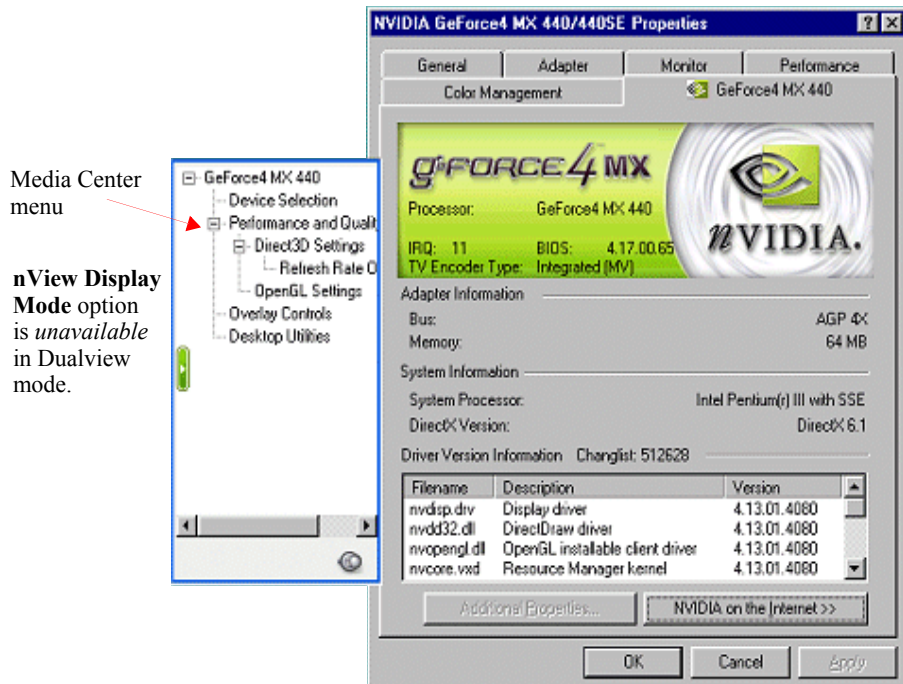 NVIDIA GeForce4 MX 440/440SE Properties
General Adapter Monitor Performance
Color Management GeForce4 MX 440
GEFORCE4 MX
Processor: GeForce4 MX 440
IRQ: 11 BIOS: 4.17.00.65
TV Encoder Type: Integrated (MV)
nVIDIA.
Adapter Information
Bus: AGP 4X
Memory: 64 MB
System Information
System Processor: Intel Pentium(r) III with SSE
DirectX Version: DirectX 6.1
Driver Version Information Changlist: 512628
Filename Description Version
nvdisp.drv Display driver 4.13.01.4080
nvdd32.dll DirectDraw driver 4.13.01.4080
nvopengl.dll OpenGL installable client driver 4.13.01.4080
nvcore.vxd Resource Manager kernel 4.13.01.4080
Additional Properties... NVIDIA on the Internet >>
OK Cancel Apply
Media Center
menu
nView Display
Mode option
is unavailable
in Dualview
mode.
GeForce4 MX 440
Device Selection
Performance and Qualit
Direct3D Settings
Refresh Rate O
OpenGL Settings
Overlay Controls
Desktop Utilities